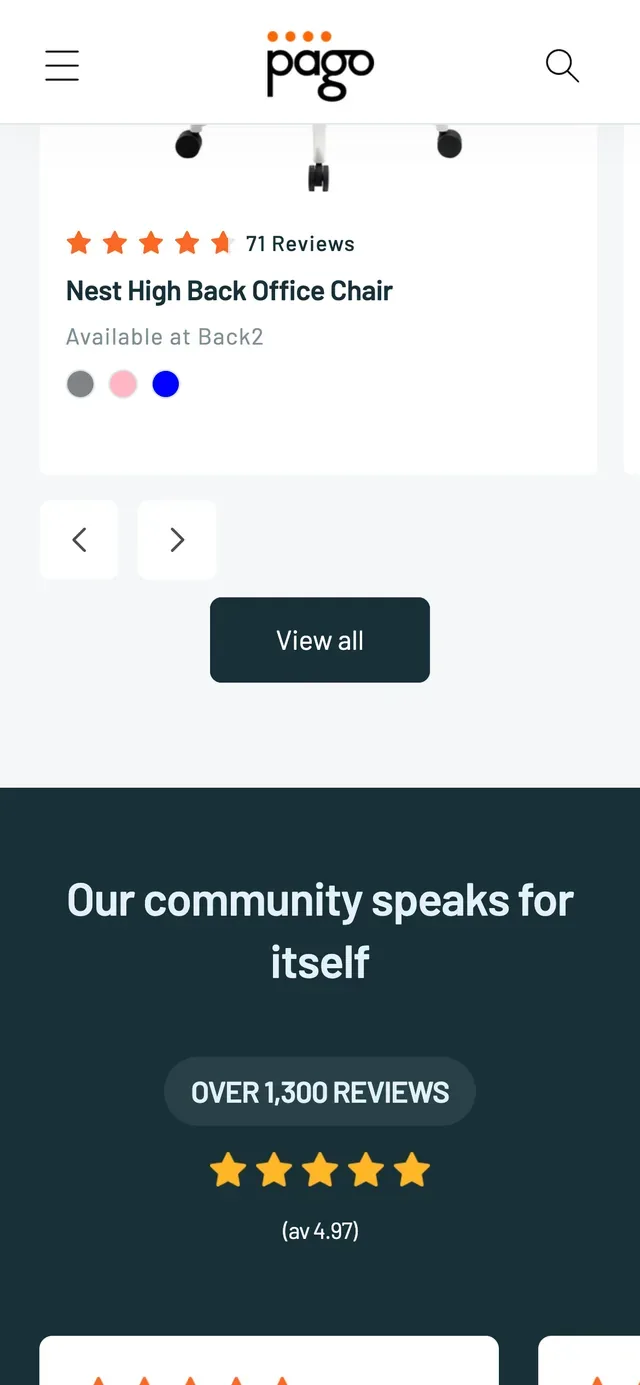 pago
71 Reviews
Nest High Back Office Chair
Available at Back2
View all
Our community speaks for
itself
OVER 1,300 REVIEWS
(av 4.97)